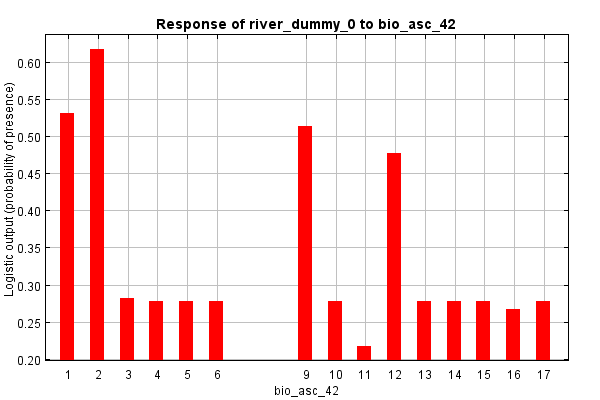 Response of river_dummy_0 to bio_asc_42
Logistic output (probability of presence)
0.60
0.55
0.50
0.45
0.40
0.35
0.30
0.25
0.20
1 2 3 4 5 6 9 10 11 12 13 14 15 16 17
bio_asc_42